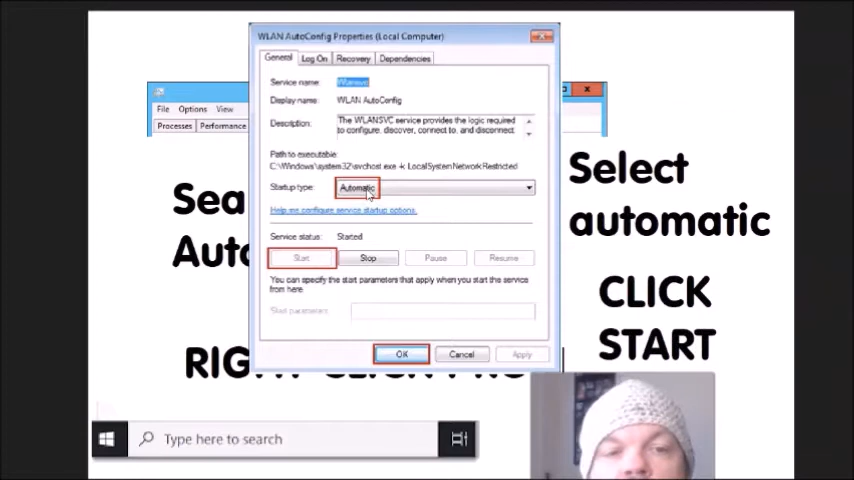 WLAN AutoConfig Properties (Local Computer)
General Log On Recovery Dependencies
Service name: Wlansvc
Display name: WLAN AutoConfig
Description: The WLANSVC service provides the logic required
to configure, discover, connect to, and disconnect
Path to executable:
C:\Windows\system32\svchost.exe -k LocalSystemNetworkRestricted
Startup type: Automatic
Help me configure service startup options.
Service status: Started
Start Stop Pause Resume
You can specify the start parameters that apply when you start the service
from here.
Start parameters:
OK Cancel Apply
File Options View
Processes Performance
Sea
Auto
RIGHT CLICK PRO
Select
automatic
CLICK
START
Type here to search